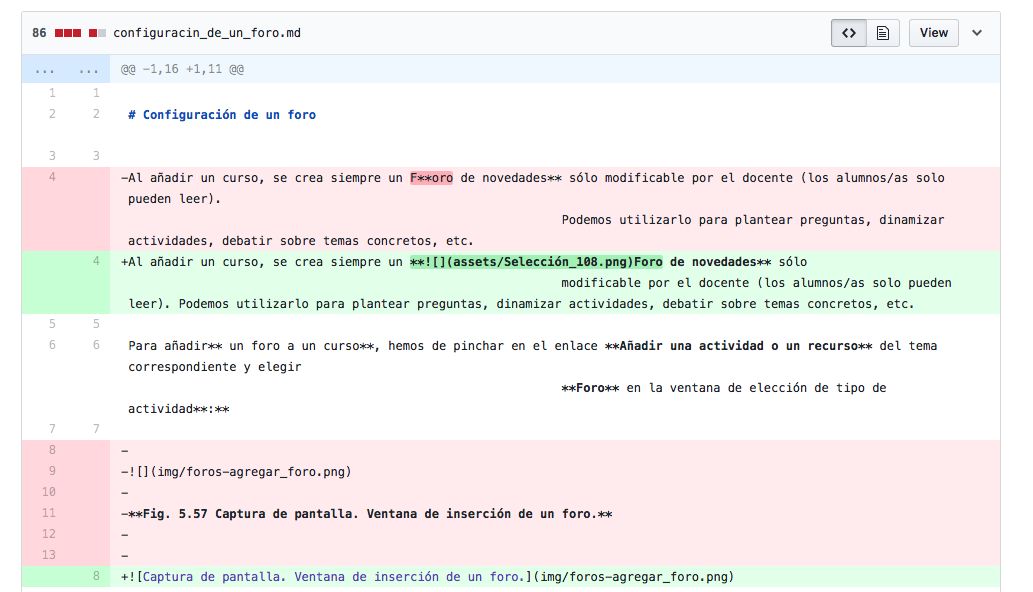 86 configuracin_de_un_foro.md View
... ... @@ -1,16 +1,11 @@
1 1
2 2 # Configuración de un foro
3 3
4 -Al añadir un curso, se crea siempre un F**oro de novedades** sólo modificable por el docente (los alumnos/as solo
pueden leer).
Podemos utilizarlo para plantear preguntas, dinamizar
actividades, debatir sobre temas concretos, etc.
4 +Al añadir un curso, se crea siempre un **![](assets/Selección_108.png)Foro de novedades** sólo
modificable por el docente (los alumnos/as solo pueden
leer). Podemos utilizarlo para plantear preguntas, dinamizar actividades, debatir sobre temas concretos, etc.
5 5
6 6 Para añadir** un foro a un curso**, hemos de pinchar en el enlace **Añadir una actividad o un recurso** del tema
correspondiente y elegir
**Foro** en la ventana de elección de tipo de
actividad**:**
7 7
8 -
9 -![](img/foros-agregar_foro.png)
10 -
11 -**Fig. 5.57 Captura de pantalla. Ventana de inserción de un foro.**
12 -
13 -
8 +![Captura de pantalla. Ventana de inserción de un foro.](img/foros-agregar_foro.png)